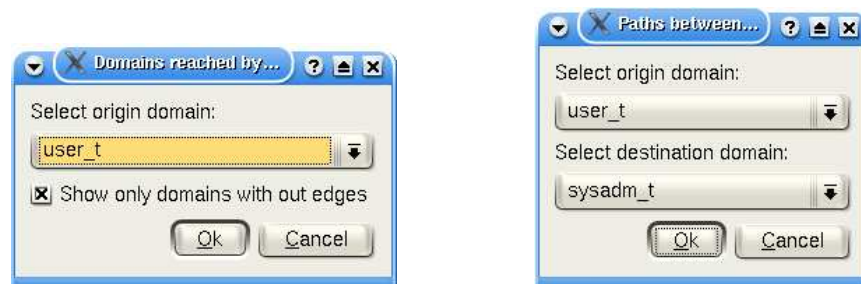 Domains reached by...
Select origin domain:
user_t
Show only domains with out edges
Ok Cancel
Paths between...
Select origin domain:
user_t
Select destination domain:
sysadm_t
Ok Cancel